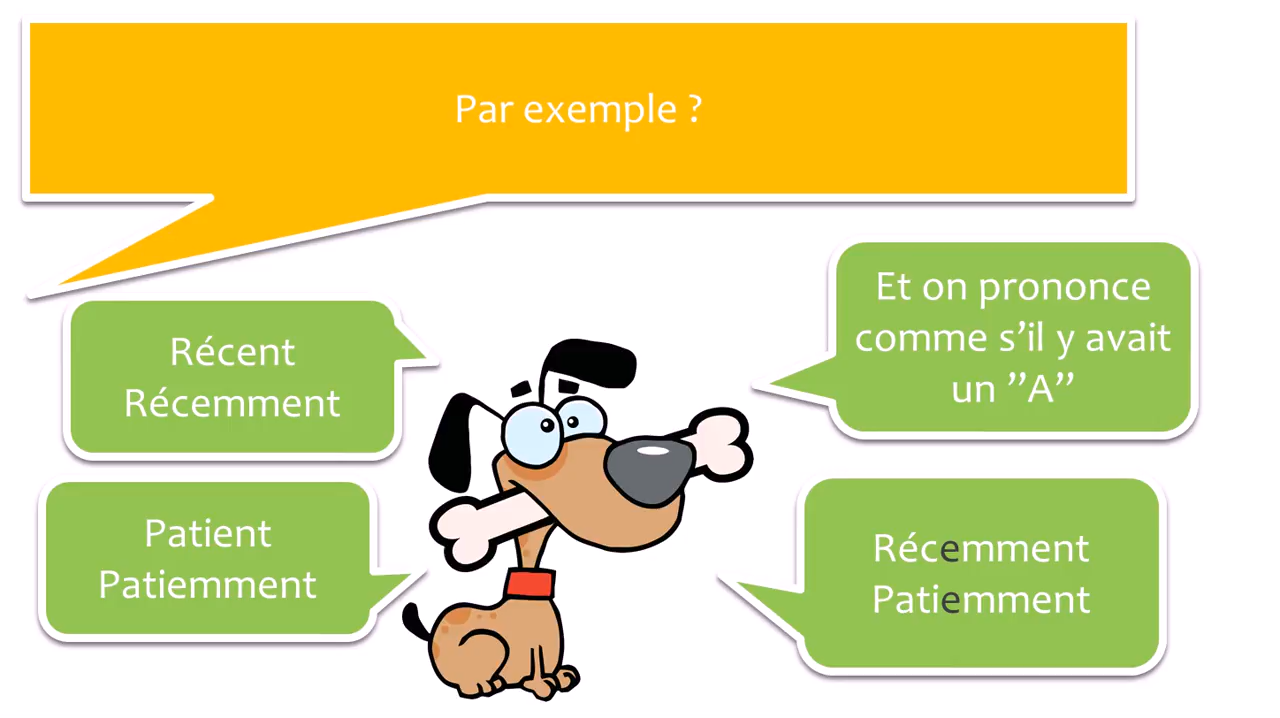 Par exemple ?
Récent
Récemment
Patient
Patiemment
Et on prononce
comme s’il y avait
un ”A”
Récemment
Patiemment